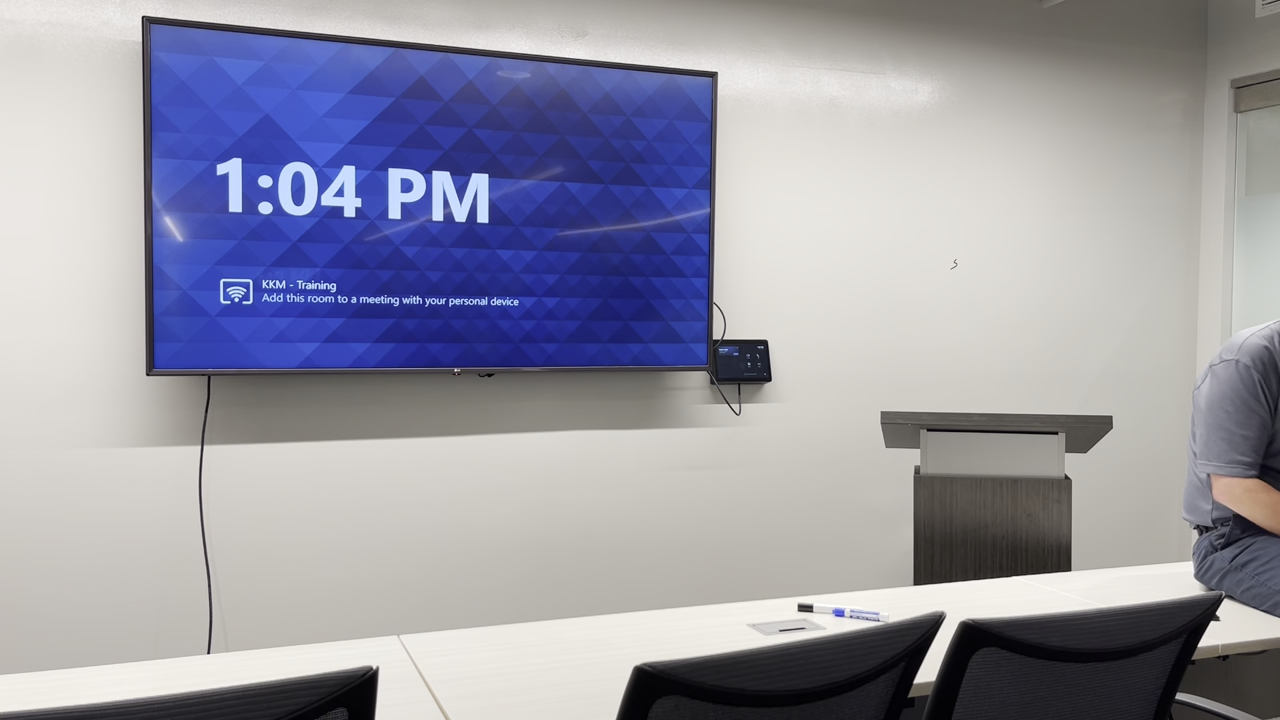 1:04 PM
KKM - Training
Add this room to a meeting with your personal device